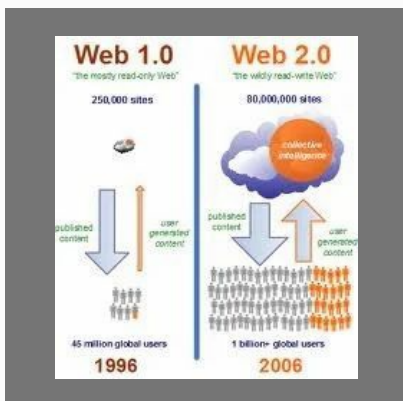 Web 1.0
"the mostly read-only Web"
250,000 sites
published
content
user
generated
content
45 million global users
1996
Web 2.0
"the wildly read-write Web"
80,000,000 sites
collective
intelligence
published
content
user
generated
content
1 billion+ global users
2006